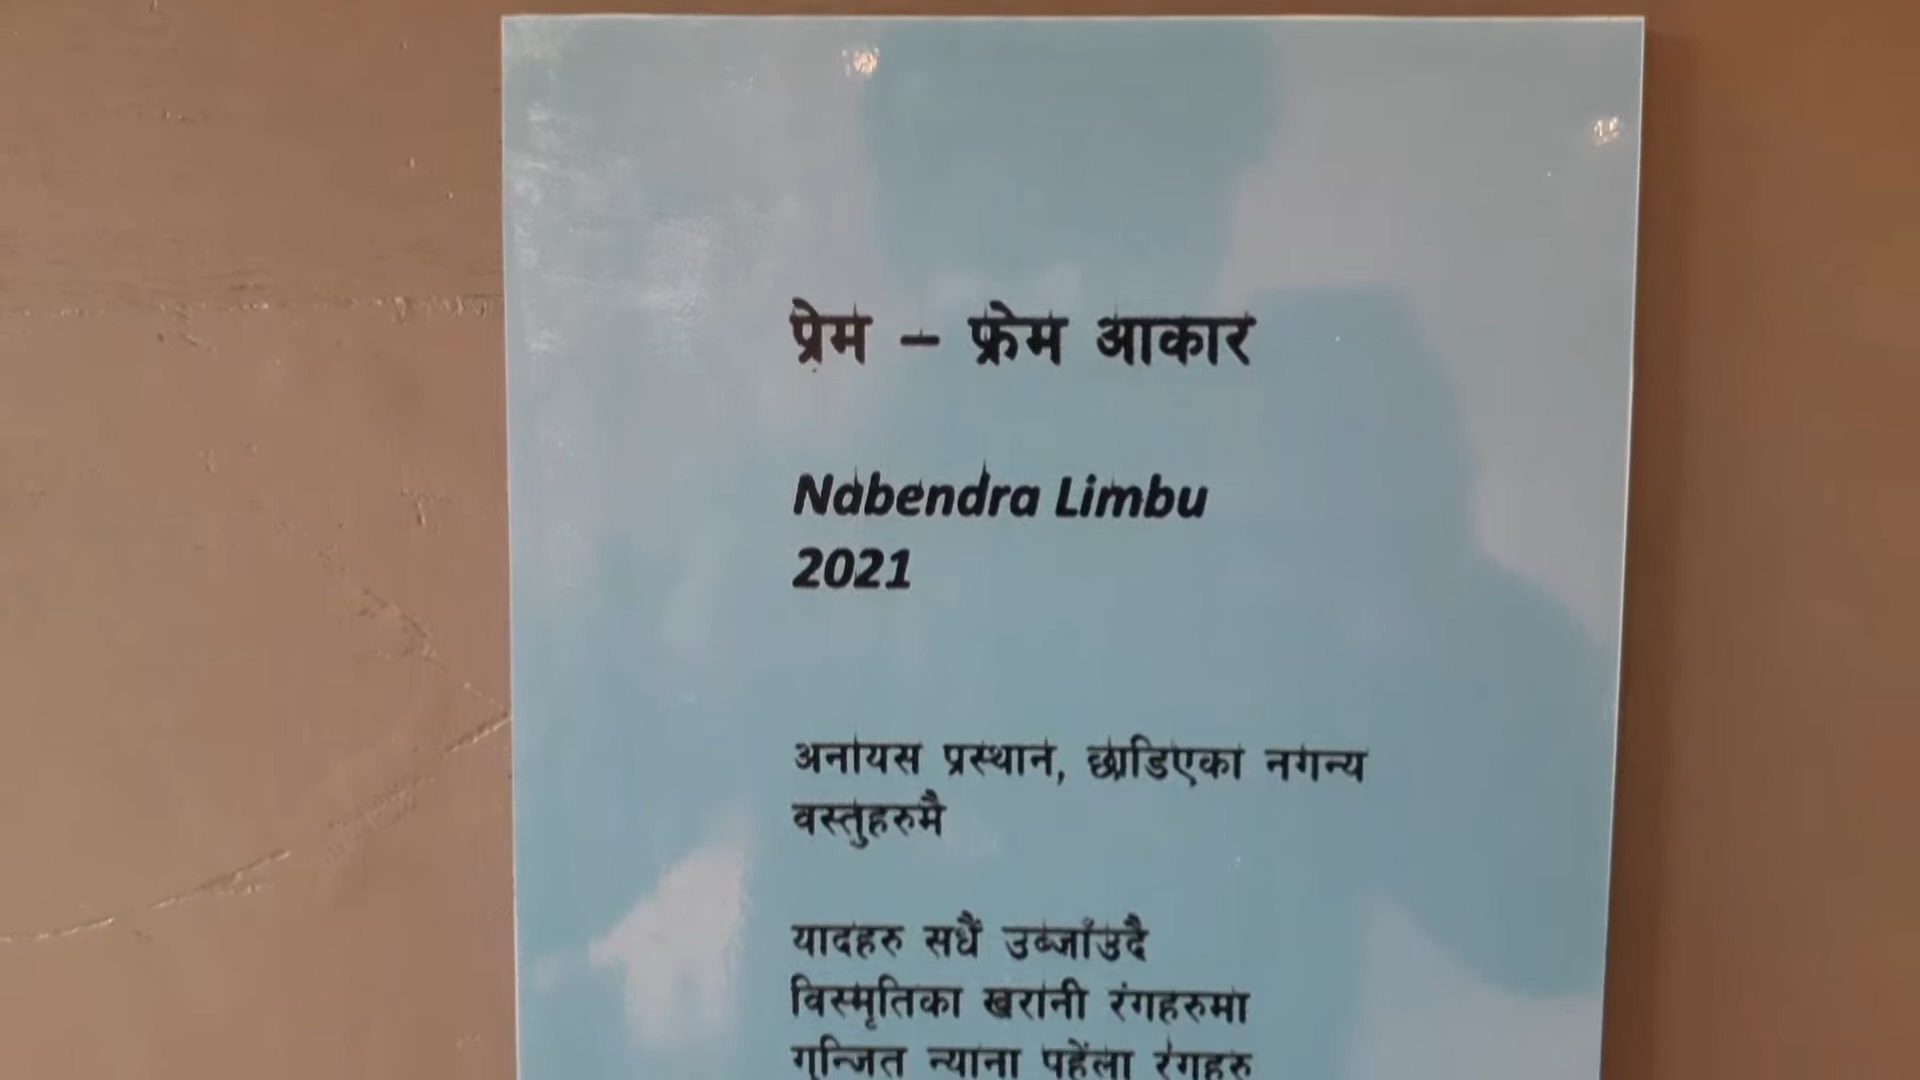 प्रेम – फ्रेम आकार
Nabendra Limbu
2021
अनायस प्रस्थान, छाडिएका नगन्य
वस्तुहरुमै
यादहरु सधैं उब्जाँउदै
विस्मृतिका खरानी रंगहरुमा
गुन्जित न्याना पहेंला रंगहरु